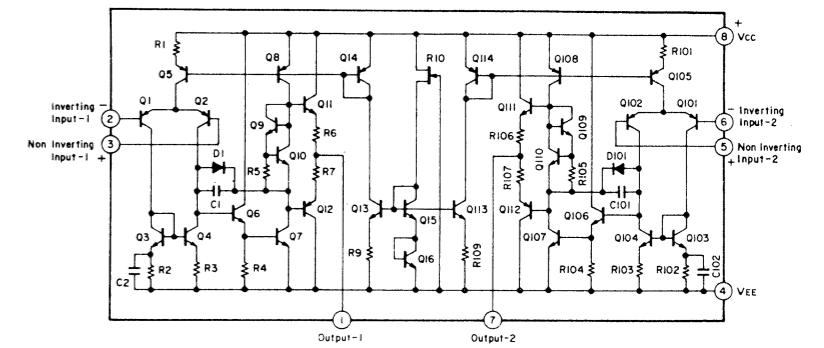 +
8 VCC
R1
Q5
Q8
Q14
R10
Q114
Q108
R101
Q105
Inverting −
Input-1
2
Q1
Q2
Q11
Q9
R6
Q111
R106
Q109
Q102
Q101
− Inverting
6 Input-2
Non Inverting
Input-1 +
3
D1
Q10
R5
R7
Q110
R107
R105
D101
5 Non Inverting
+ Input-2
C1
C101
Q3
Q4
Q6
Q7
Q12
Q13
Q15
Q113
Q112
Q107
Q106
Q104
Q103
C2
R2
R3
R4
R9
Q16
R109
R104
R103
R102
C102
4 VEE
1
7
Output-1
Output-2